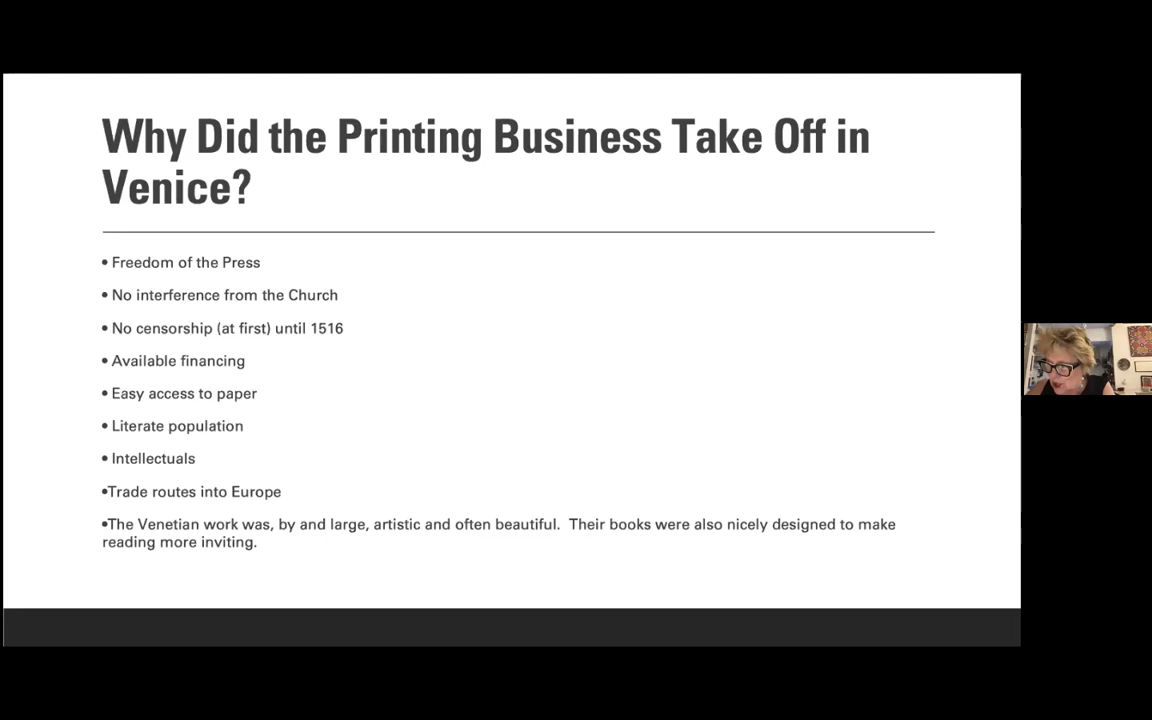 Why Did the Printing Business Take Off in
Venice?
• Freedom of the Press
• No interference from the Church
• No censorship (at first) until 1516
• Available financing
• Easy access to paper
• Literate population
• Intellectuals
•Trade routes into Europe
•The Venetian work was, by and large, artistic and often beautiful.  Their books were also nicely designed to make
reading more inviting.